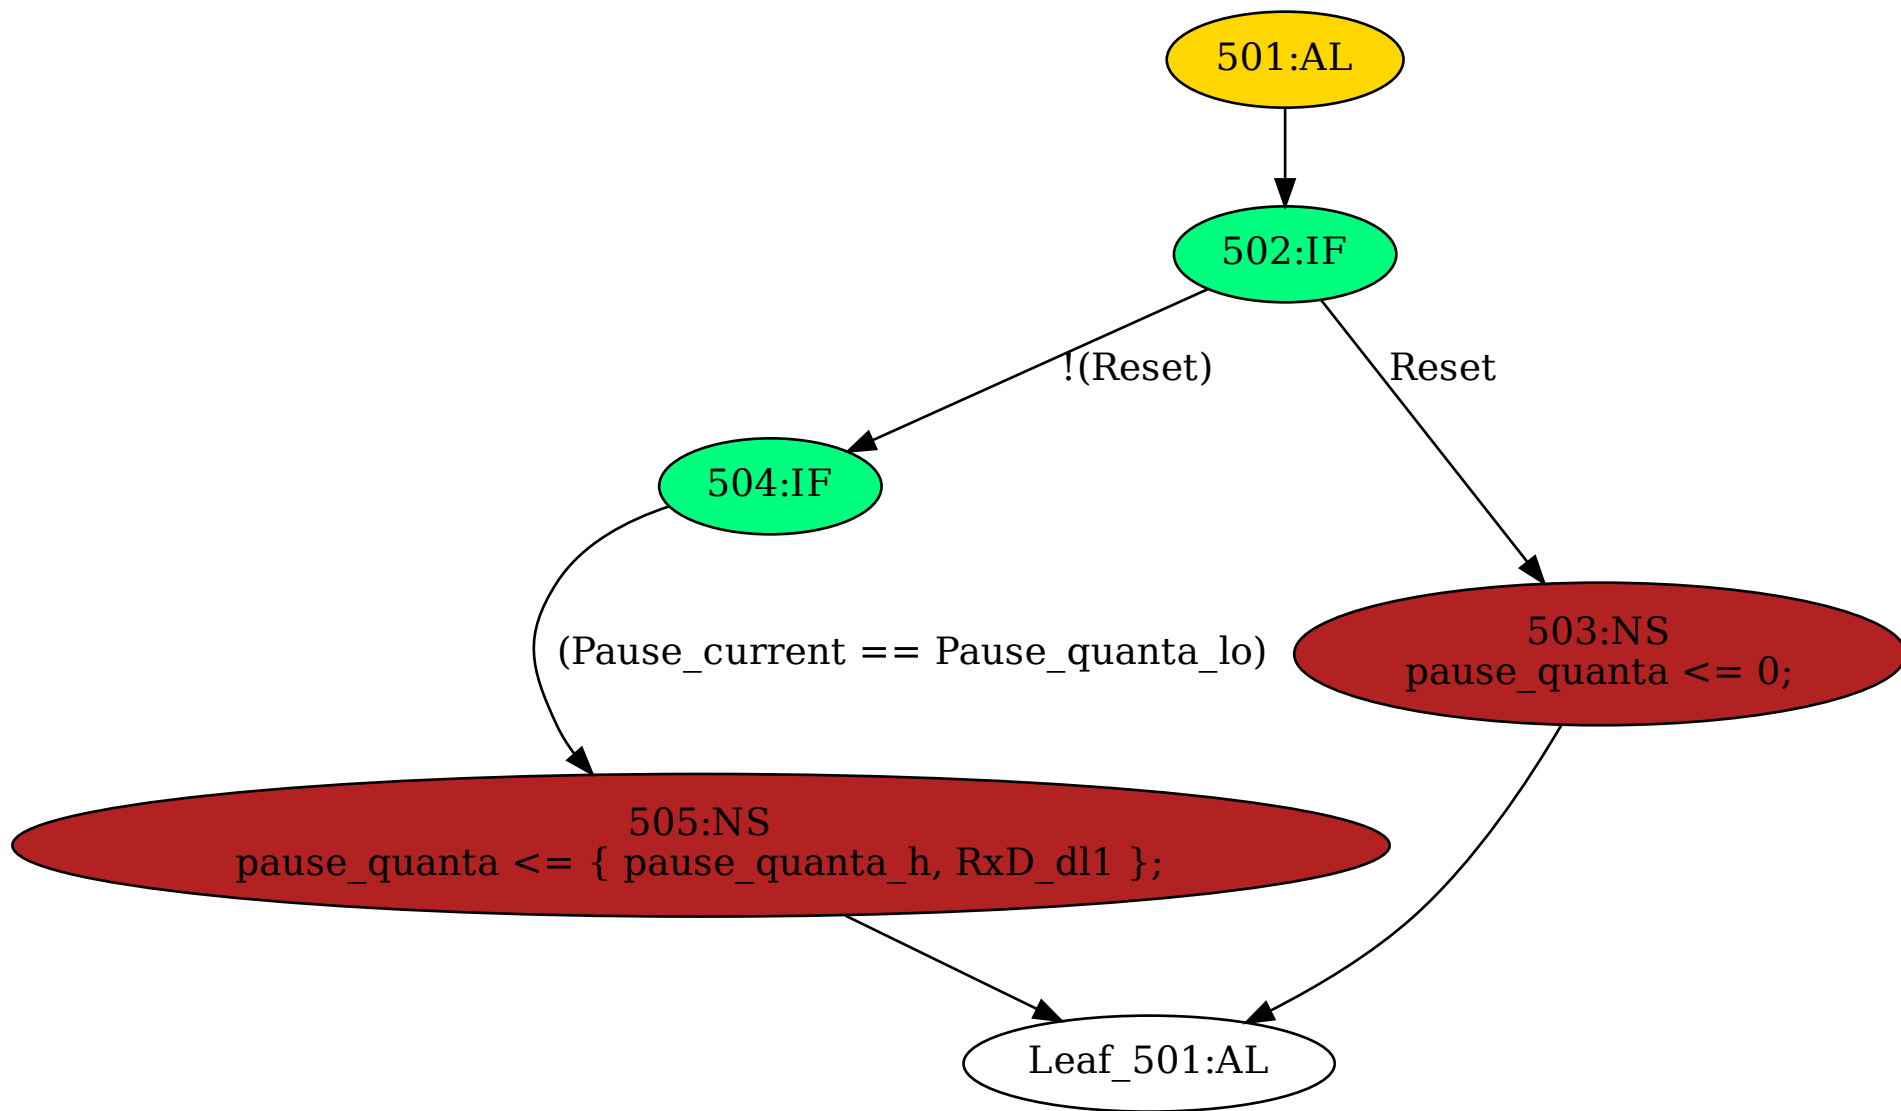 501:AL
502:IF
!(Reset)
Reset
504:IF
(Pause_current == Pause_quanta_lo)
503:NS
pause_quanta <= 0;
505:NS
pause_quanta <= { pause_quanta_h, RxD_dl1 };
Leaf_501:AL